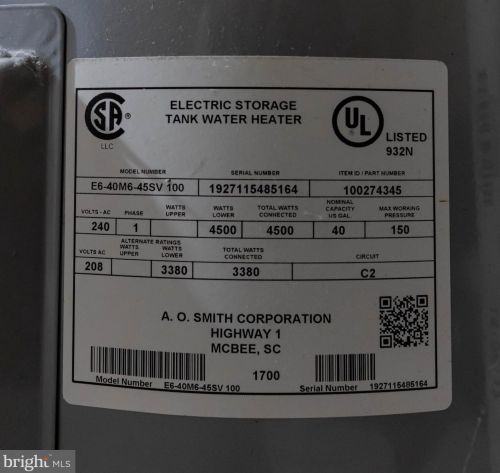 ELECTRIC STORAGE
TANK WATER HEATER
SA
®
LLC
UL
LISTED
932N
MODEL NUMBER SERIAL NUMBER ITEM ID / PART NUMBER
E6-40M6-45SV 100 1927115485164 100274345
VOLTS - AC PHASE WATTS UPPER WATTS LOWER TOTAL WATTS CONNECTED NOMINAL CAPACITY US GAL. MAX WORKING PRESSURE
240 1 4500 4500 40 150
ALTERNATE RATINGS
VOLTS AC WATTS UPPER WATTS LOWER TOTAL WATTS CONNECTED CIRCUIT
208 3380 3380 C2
A. O. SMITH CORPORATION
HIGHWAY 1
MCBEE, SC
1700
Model Number E6-40M6-45SV 100 Serial Number 1927115485164
bright MLS